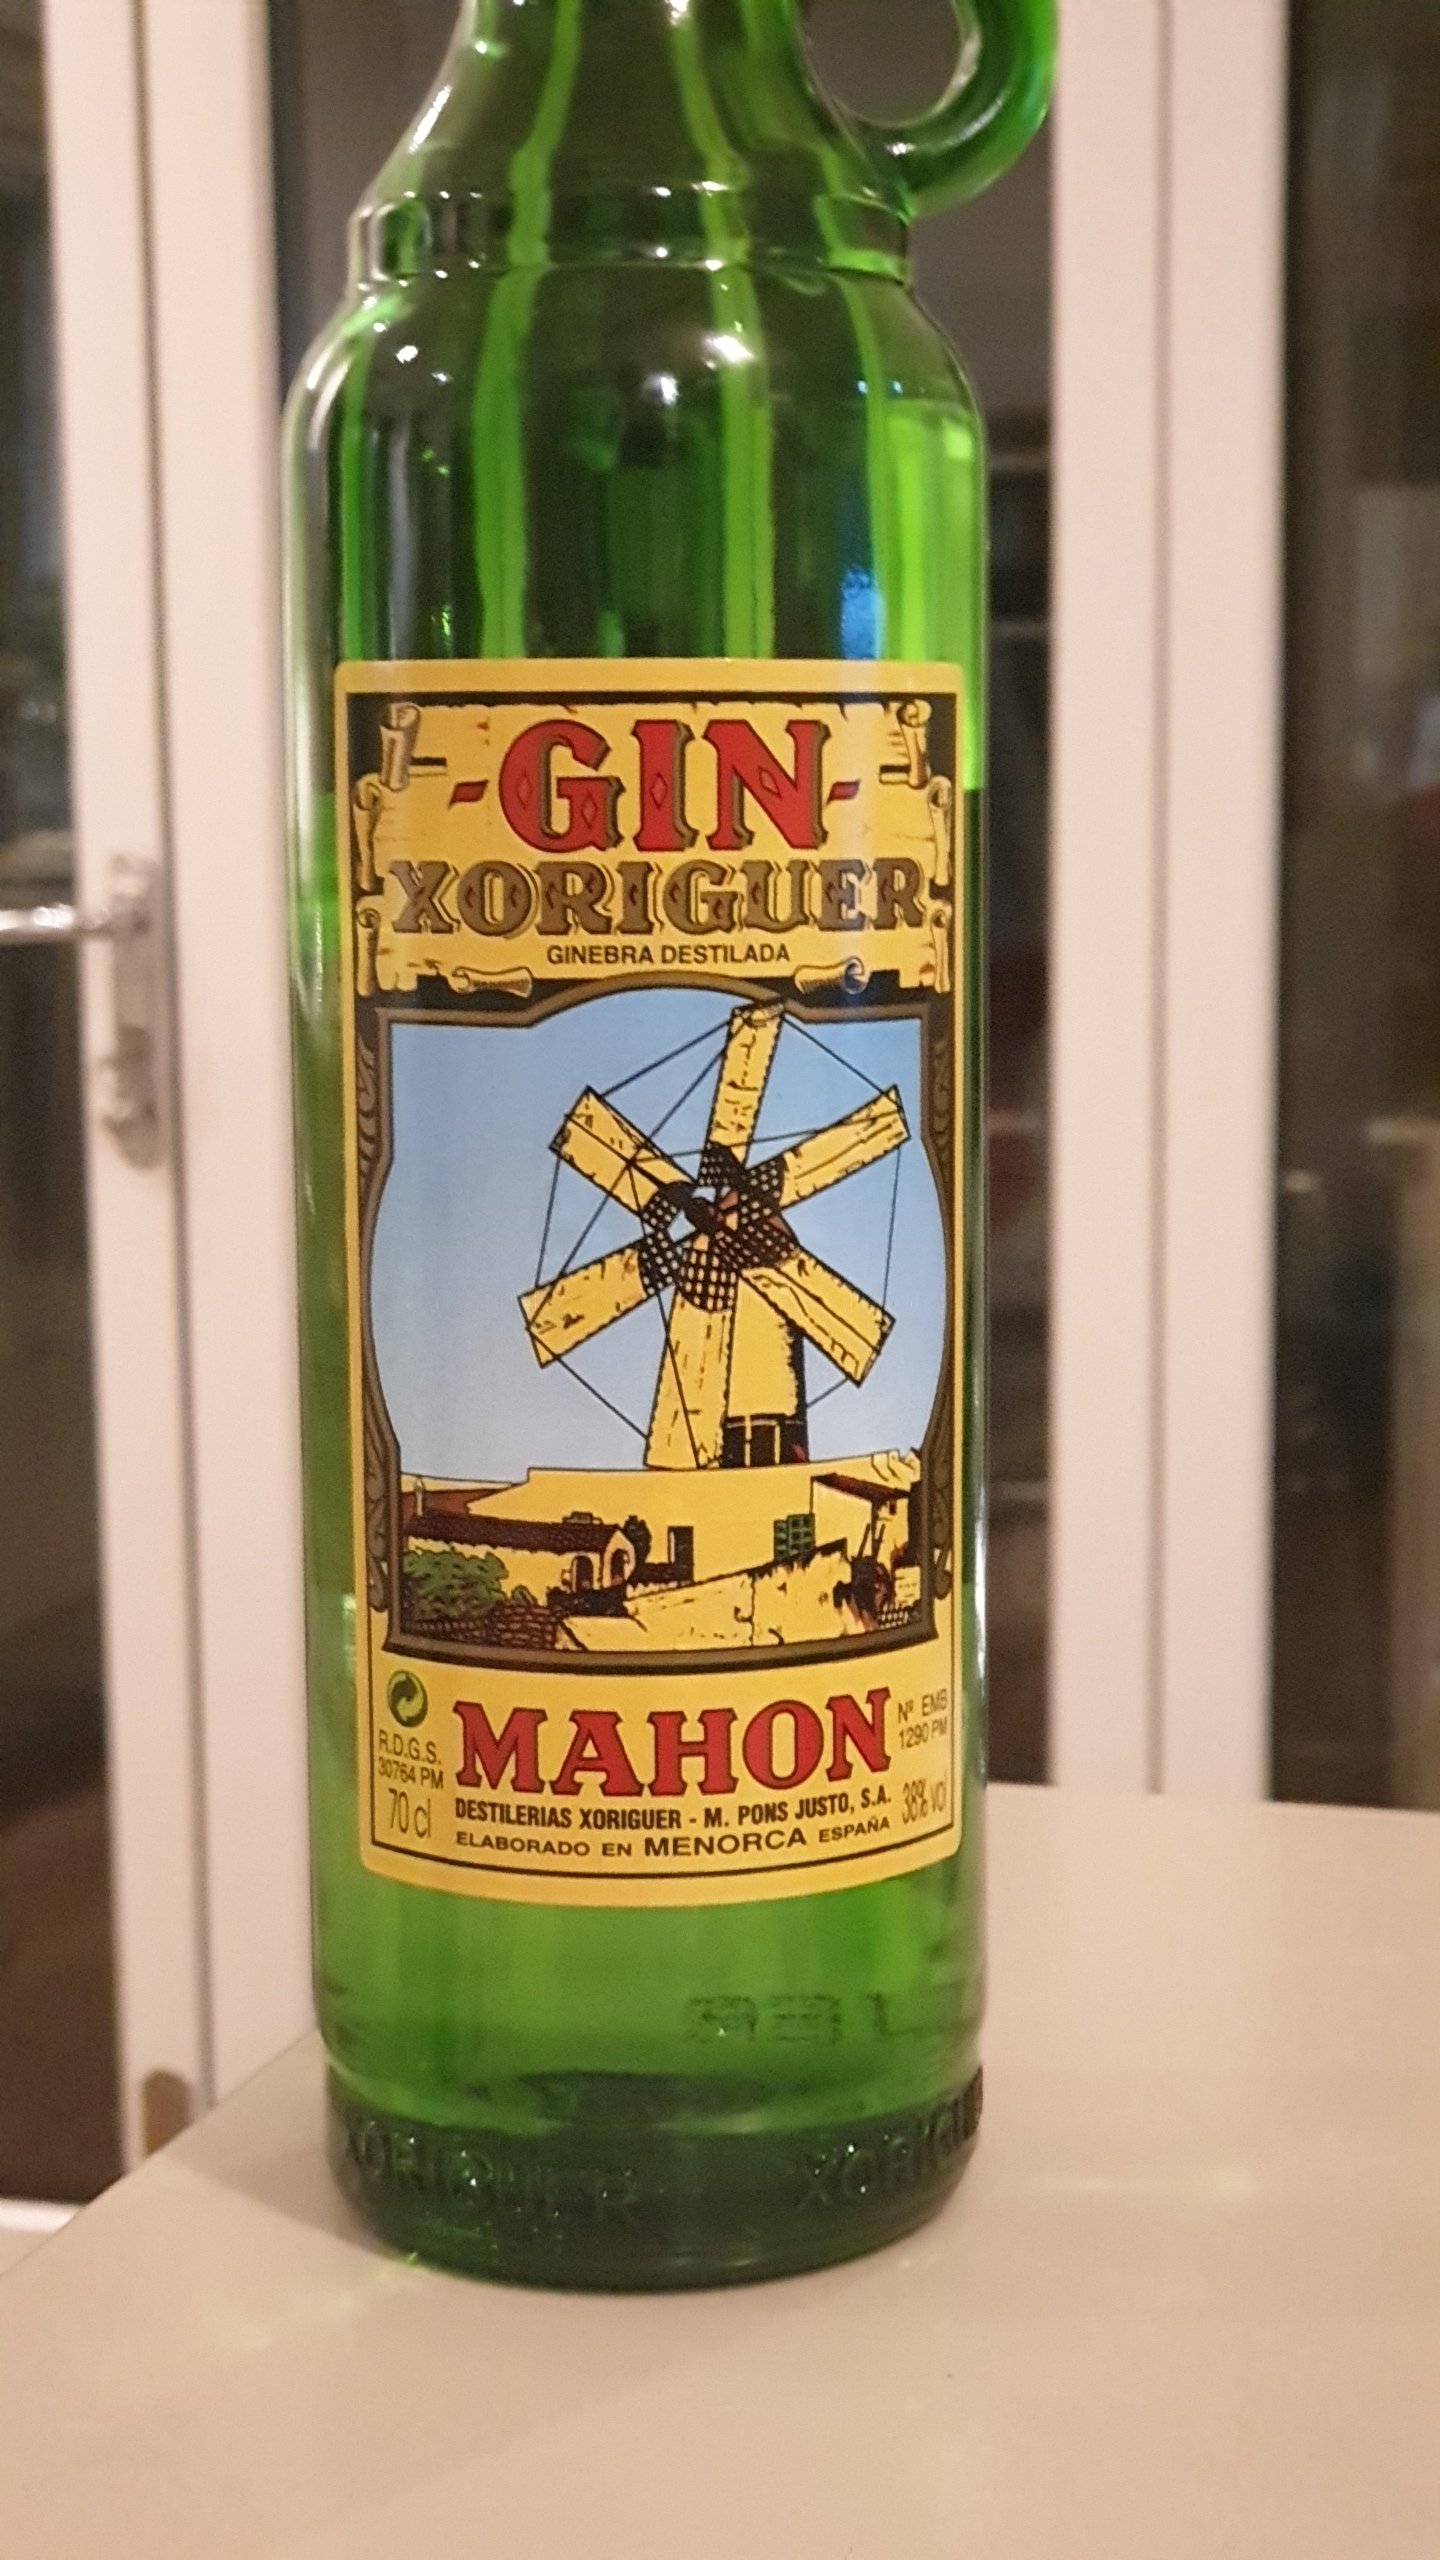 -GIN-
XORIGUER
GINEBRA DESTILADA
R.D.G.S.
30764 PM
70 cl
MAHON
Nº EMB
1290 PM
38% vol
DESTILERIAS XORIGUER - M. PONS JUSTO, S.A.
ELABORADO EN MENORCA ESPAÑA
XORIGUER
XORIGUE